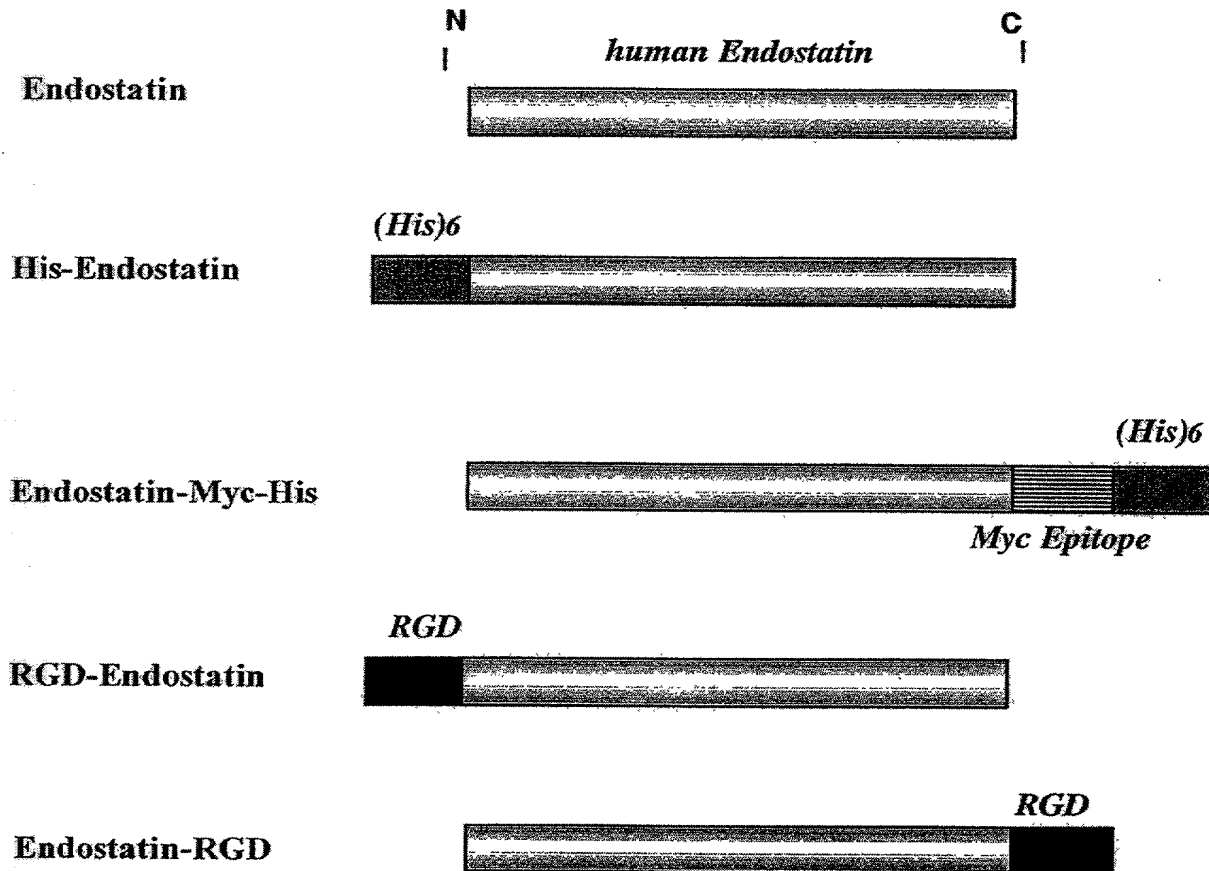 N C
human Endostatin
Endostatin
(His)6
His-Endostatin
(His)6
Endostatin-Myc-His
Myc Epitope
RGD
RGD-Endostatin
RGD
Endostatin-RGD